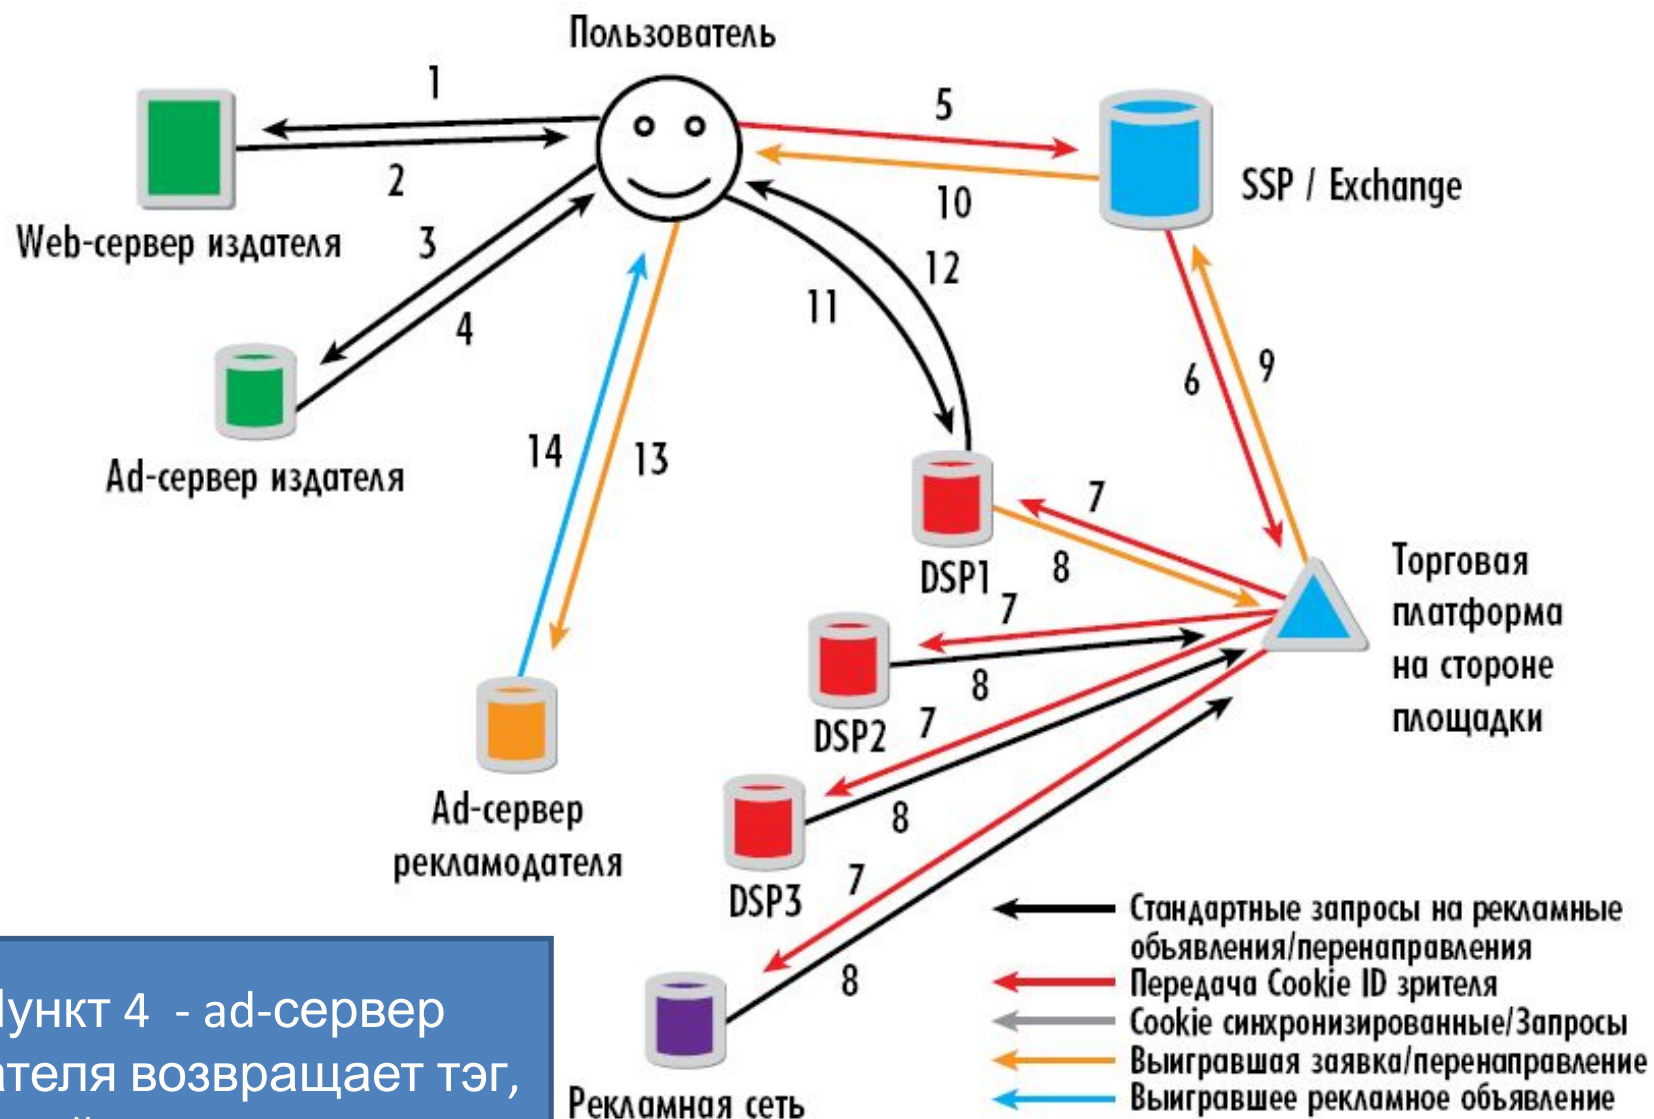 Пользователь
1
2
3
4
5
10
SSP / Exchange
Web-сервер издателя
12
11
6
9
14
13
Ad-сервер издателя
7
8
DSP1
7
8
DSP2
7
8
DSP3
7
8
Торговая
платформа
на стороне
площадки
Ad-сервер
рекламодателя
Рекламная сеть
Стандартные запросы на рекламные
объявления/перенаправления
Передача Cookie ID зрителя
Cookie синхронизированные/Запросы
Выигравшая заявка/перенаправление
Выигравшее рекламное объявление
4 - ad-сервер
возвращает тэг,